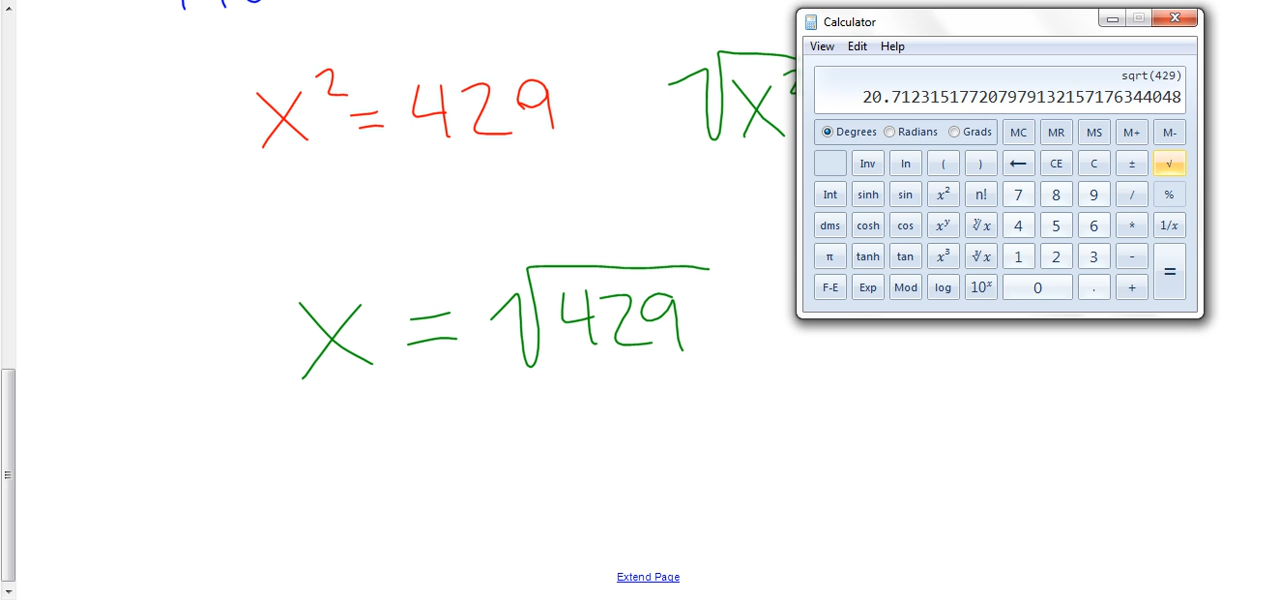 x² = 429
√x²
x = √429
Extend Page
Calculator
View Edit Help
sqrt(429)
20.712315177207979132157176344048
Degrees Radians Grads MC MR MS M+ M-
Inv ln ( ) ← CE C ± √
Int sinh sin x² n! 7 8 9 / %
dms cosh cos xʸ ʸ√x 4 5 6 * 1/x
π tanh tan x³ ³√x 1 2 3 - =
F-E Exp Mod log 10ˣ 0 . +